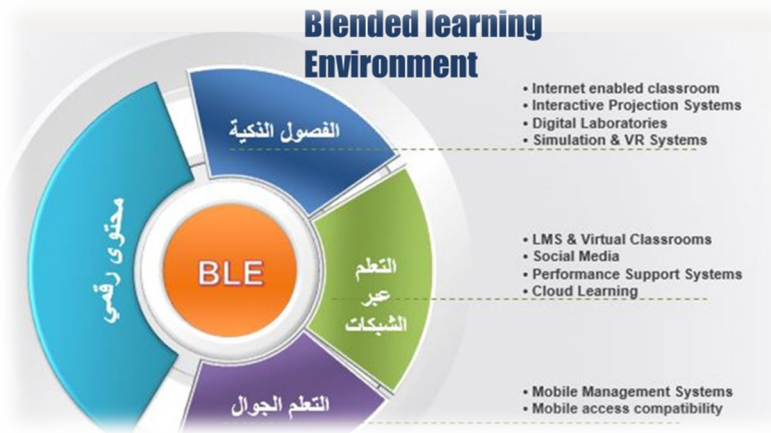 Blended learning
Environment
الفصول الذكية
• Internet enabled classroom
• Interactive Projection Systems
• Digital Laboratories
• Simulation & VR Systems
التعلم
عبر
الشبكات
• LMS & Virtual Classrooms
• Social Media
• Performance Support Systems
• Cloud Learning
التعلم الجوال
• Mobile Management Systems
• Mobile access compatibility
محتوى رقمي
BLE